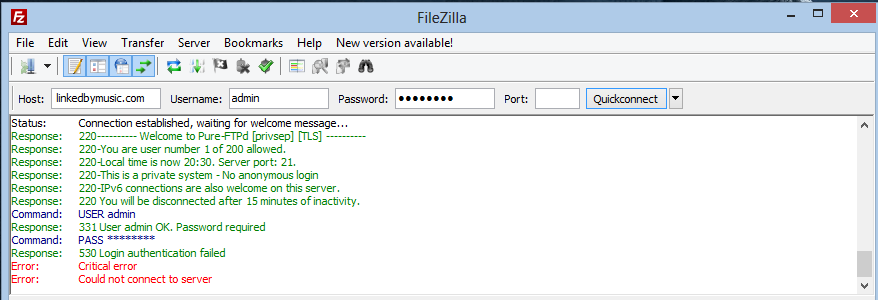 FileZilla
File Edit View Transfer Server Bookmarks Help New version available!
Host: linkedbymusic.com Username: admin Password: ●●●●●●●● Port: Quickconnect
Status: Connection established, waiting for welcome message...
Response: 220---------- Welcome to Pure-FTPd [privsep] [TLS] ----------
Response: 220-You are user number 1 of 200 allowed.
Response: 220-Local time is now 20:30. Server port: 21.
Response: 220-This is a private system - No anonymous login
Response: 220-IPv6 connections are also welcome on this server.
Response: 220 You will be disconnected after 15 minutes of inactivity.
Command: USER admin
Response: 331 User admin OK. Password required
Command: PASS ********
Response: 530 Login authentication failed
Error: Critical error
Error: Could not connect to server